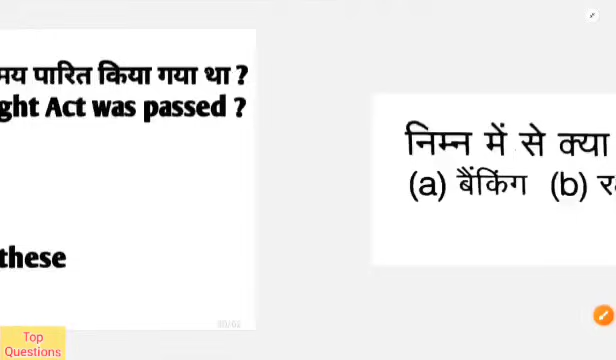 मय पारित किया गया था ?
ght Act was passed ?
these
Top
Questions
निम्न में से क्या
(a) बैंकिंग (b)